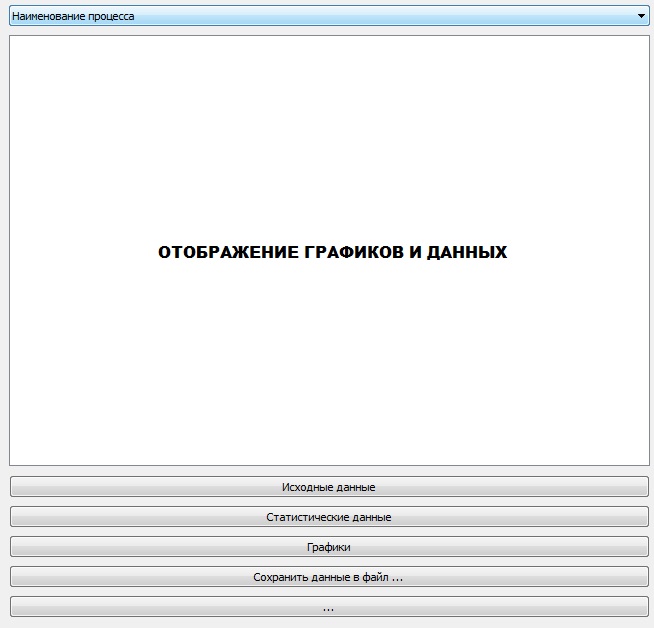 Наименование процесса
ОТОБРАЖЕНИЕ ГРАФИКОВ И ДАННЫХ
Исходные данные
Статистические данные
Графики
Сохранить данные в файл ...
...